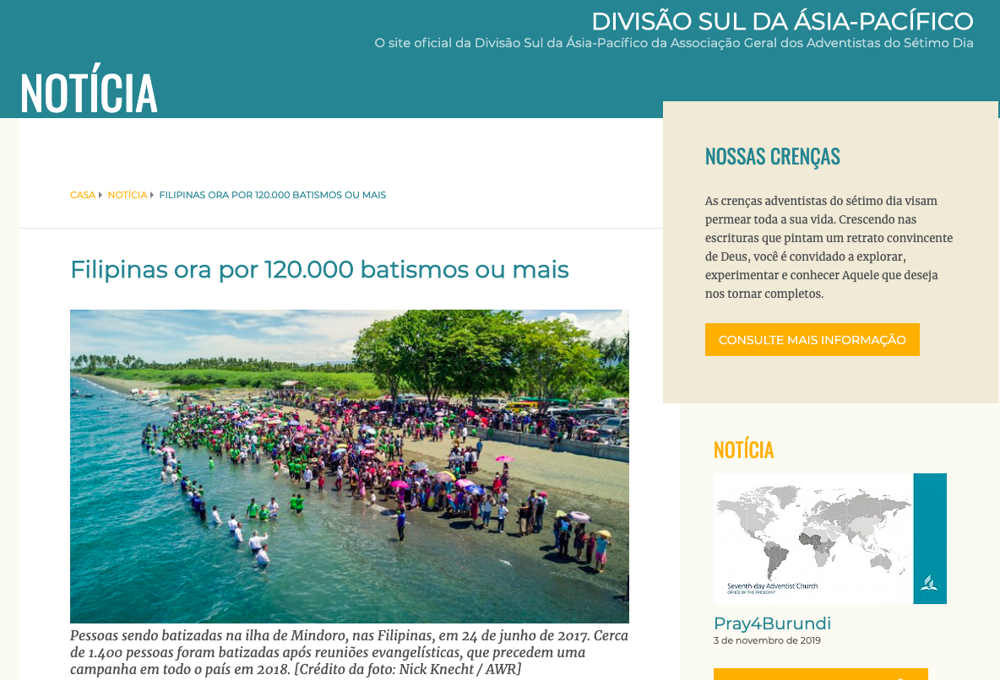 DIVISÃO SUL DA ÁSIA-PACÍFICO
O site oficial da Divisão Sul da Ásia-Pacífico da Associação Geral dos Adventistas do Sétimo Dia
NOTÍCIA
CASA NOTÍCIA FILIPINAS ORA POR 120.000 BATISMOS OU MAIS
Filipinas ora por 120.000 batismos ou mais
Pessoas sendo batizadas na ilha de Mindoro, nas Filipinas, em 24 de junho de 2017. Cerca
de 1.400 pessoas foram batizadas após reuniões evangelísticas, que precedem uma
campanha em todo o país em 2018. [Crédito da foto: Nick Knecht / AWR]
NOSSAS CRENÇAS
As crenças adventistas do sétimo dia visam
permear toda a sua vida. Crescendo nas
escrituras que pintam um retrato convincente
de Deus, você é convidado a explorar,
experimentar e conhecer Aquele que deseja
nos tornar completos.
CONSULTE MAIS INFORMAÇÃO
NOTÍCIA
Seventh-day Adventist Church
OFFICE OF THE PRESIDENT
Pray4Burundi
3 de novembro de 2019